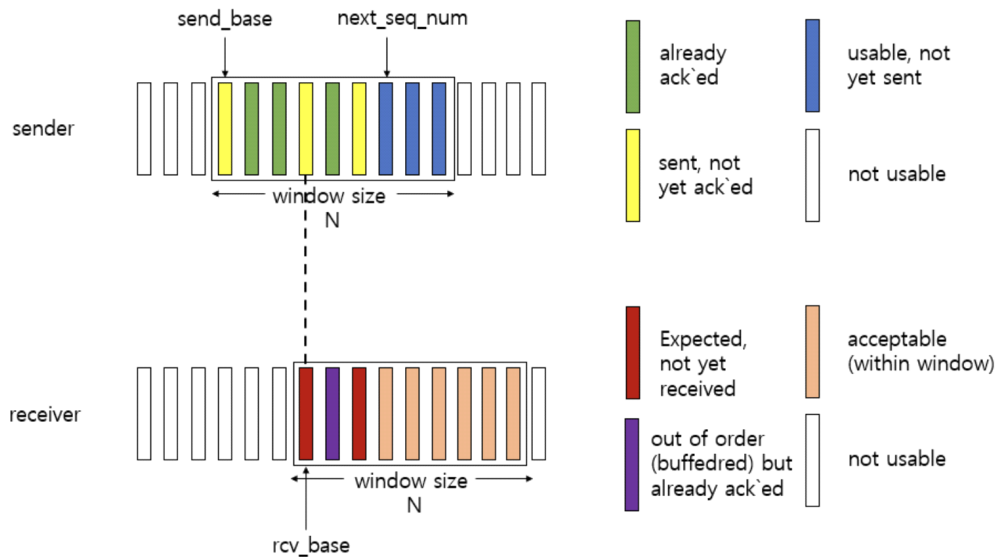 send_base
next_seq_num
already
ack`ed
usable, not
yet sent
sender
sent, not
yet ack`ed
not usable
window size
N
Expected,
not yet
received
acceptable
(within window)
receiver
out of order
(buffedred) but
already ack`ed
not usable
window size
N
rcv_base